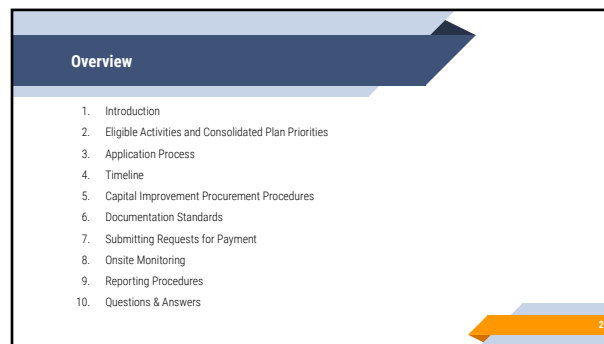 Overview
1. Introduction
2. Eligible Activities and Consolidated Plan Priorities
3. Application Process
4. Timeline
5. Capital Improvement Procurement Procedures
6. Documentation Standards
7. Submitting Requests for Payment
8. Onsite Monitoring
9. Reporting Procedures
10. Questions & Answers
2